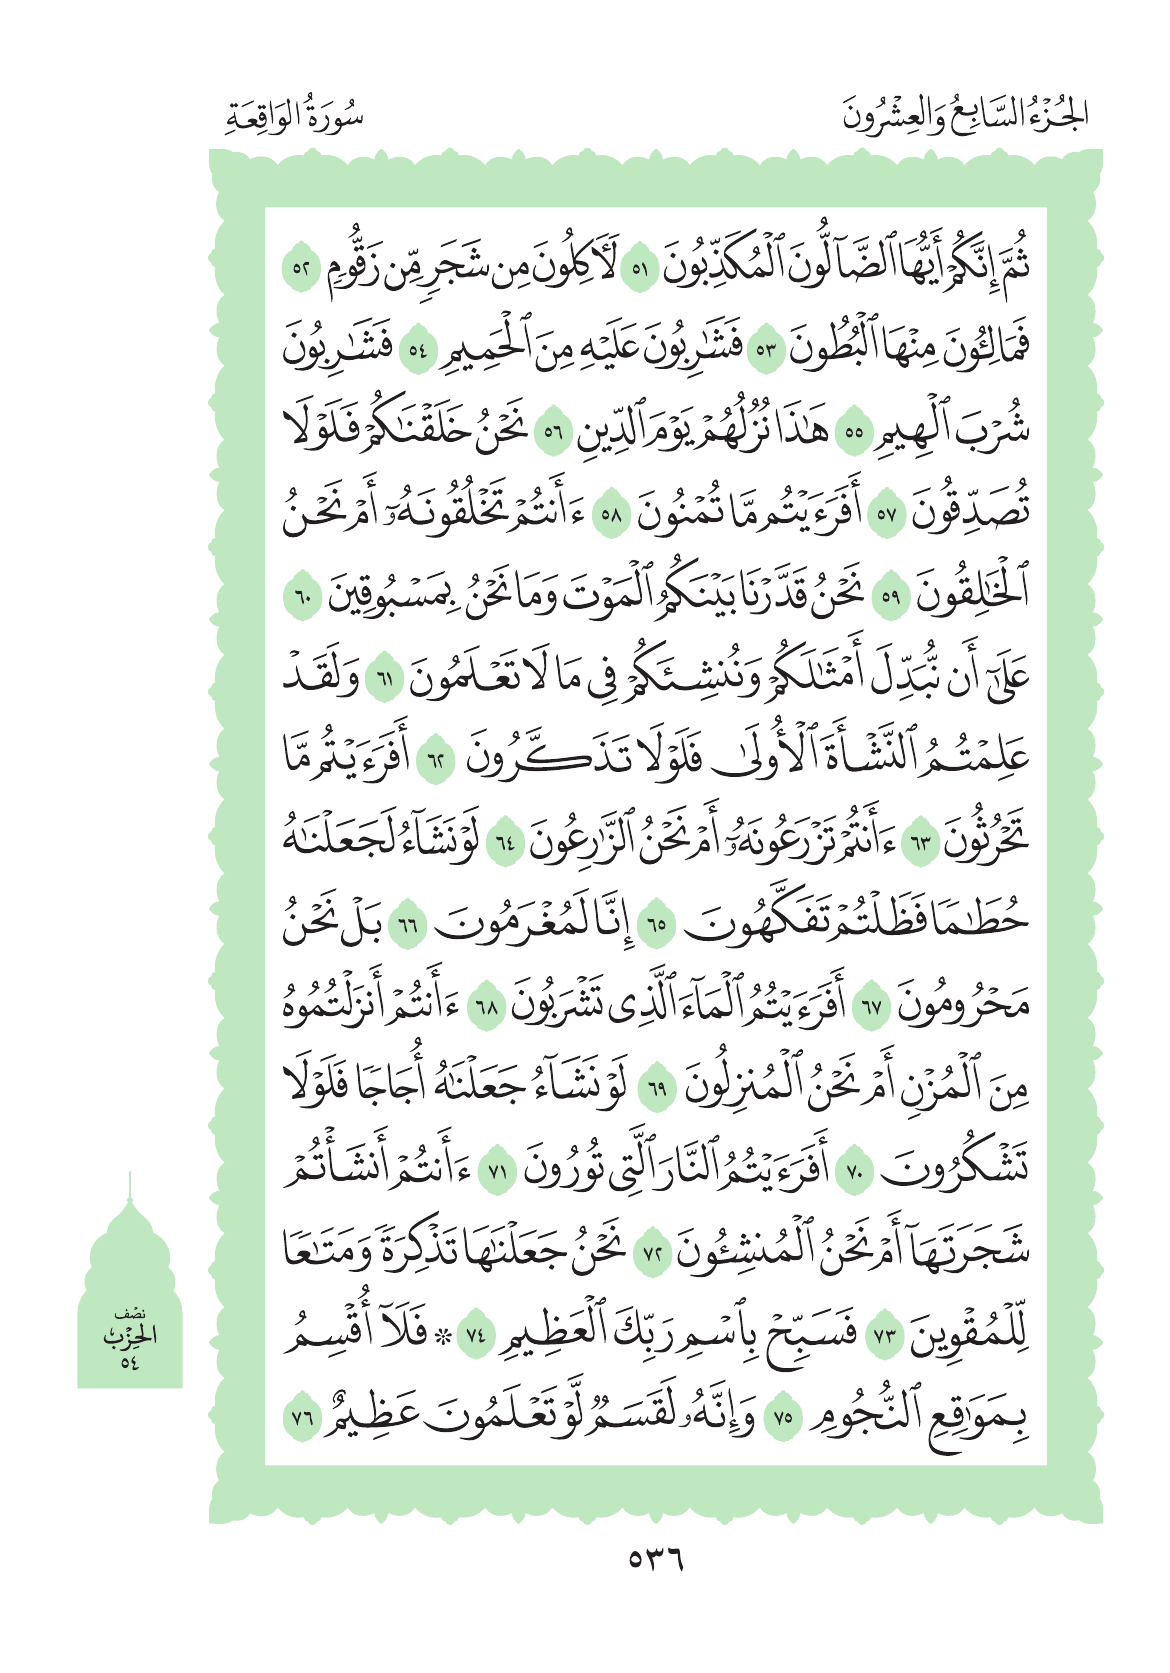 الجُزْءُ السَّابِعُ وَالعِشْرُونَ
سُورَةُ الوَاقِعَةِ
ثُمَّ إِنَّكُمْ أَيُّهَا ٱلضَّآلُّونَ ٱلْمُكَذِّبُونَ ٥١ لَأٓكِلُونَ مِن شَجَرٖ مِّن زَقُّومٖ ٥٢
فَمَالِـُٔونَ مِنْهَا ٱلْبُطُونَ ٥٣ فَشَٰرِبُونَ عَلَيْهِ مِنَ ٱلْحَمِيمِ ٥٤ فَشَٰرِبُونَ
شُرْبَ ٱلْهِيمِ ٥٥ هَٰذَا نُزُلُهُمْ يَوْمَ ٱلدِّينِ ٥٦ نَحْنُ خَلَقْنَٰكُمْ فَلَوْلَا
تُصَدِّقُونَ ٥٧ أَفَرَءَيْتُم مَّا تُمْنُونَ ٥٨ ءَأَنتُمْ تَخْلُقُونَهُۥٓ أَمْ نَحْنُ
ٱلْخَٰلِقُونَ ٥٩ نَحْنُ قَدَّرْنَا بَيْنَكُمُ ٱلْمَوْتَ وَمَا نَحْنُ بِمَسْبُوقِينَ ٦٠
عَلَىٰٓ أَن نُّبَدِّلَ أَمْثَٰلَكُمْ وَنُنشِئَكُمْ فِي مَا لَا تَعْلَمُونَ ٦١ وَلَقَدْ
عَلِمْتُمُ ٱلنَّشْأَةَ ٱلْأُولَىٰ فَلَوْلَا تَذَكَّرُونَ ٦٢ أَفَرَءَيْتُم مَّا
تَحْرُثُونَ ٦٣ ءَأَنتُمْ تَزْرَعُونَهُۥٓ أَمْ نَحْنُ ٱلزَّٰرِعُونَ ٦٤ لَوْ نَشَآءُ لَجَعَلْنَٰهُ
حُطَٰمٗا فَظَلْتُمْ تَفَكَّهُونَ ٦٥ إِنَّا لَمُغْرَمُونَ ٦٦ بَلْ نَحْنُ
مَحْرُومُونَ ٦٧ أَفَرَءَيْتُمُ ٱلْمَآءَ ٱلَّذِي تَشْرَبُونَ ٦٨ ءَأَنتُمْ أَنزَلْتُمُوهُ
مِنَ ٱلْمُزْنِ أَمْ نَحْنُ ٱلْمُنزِلُونَ ٦٩ لَوْ نَشَآءُ جَعَلْنَٰهُ أُجَاجٗا فَلَوْلَا
تَشْكُرُونَ ٧٠ أَفَرَءَيْتُمُ ٱلنَّارَ ٱلَّتِي تُورُونَ ٧١ ءَأَنتُمْ أَنشَأْتُمْ
شَجَرَتَهَآ أَمْ نَحْنُ ٱلْمُنشِـُٔونَ ٧٢ نَحْنُ جَعَلْنَٰهَا تَذْكِرَةٗ وَمَتَٰعٗا
لِّلْمُقْوِينَ ٧٣ فَسَبِّحْ بِٱسْمِ رَبِّكَ ٱلْعَظِيمِ ٧٤ ۞ فَلَآ أُقْسِمُ
بِمَوَٰقِعِ ٱلنُّجُومِ ٧٥ وَإِنَّهُۥ لَقَسَمٞ لَّوْ تَعْلَمُونَ عَظِيمٌ ٧٦
نصْف
الحِزْبِ
٥٤
٥٣٦